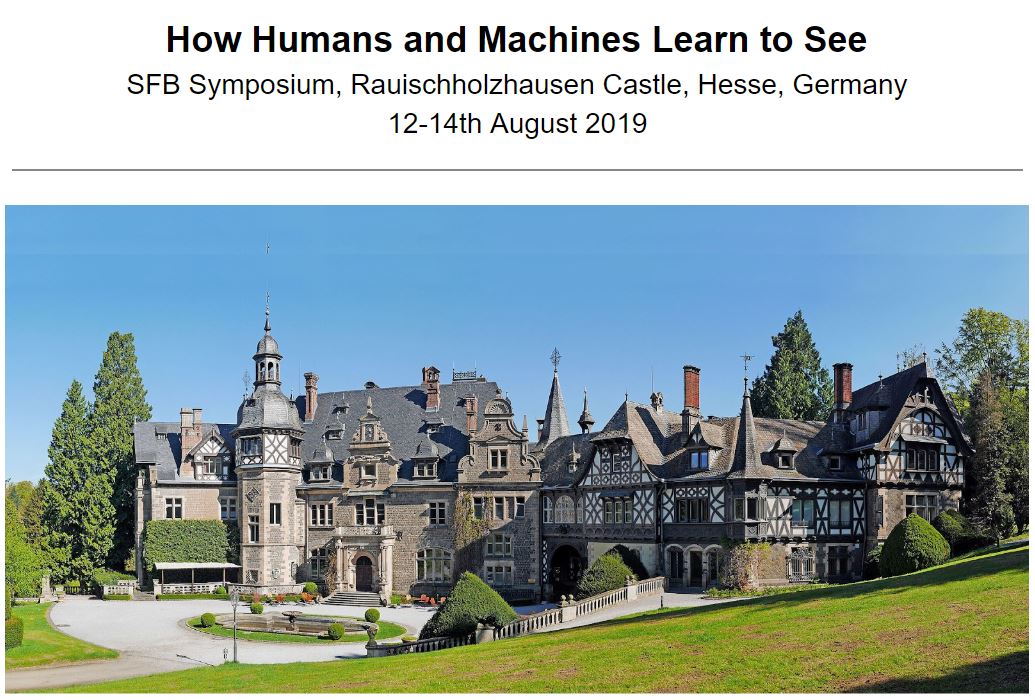 How Humans and Machines Learn to See
SFB Symposium, Rauischholzhausen Castle, Hesse, Germany
12-14th August 2019